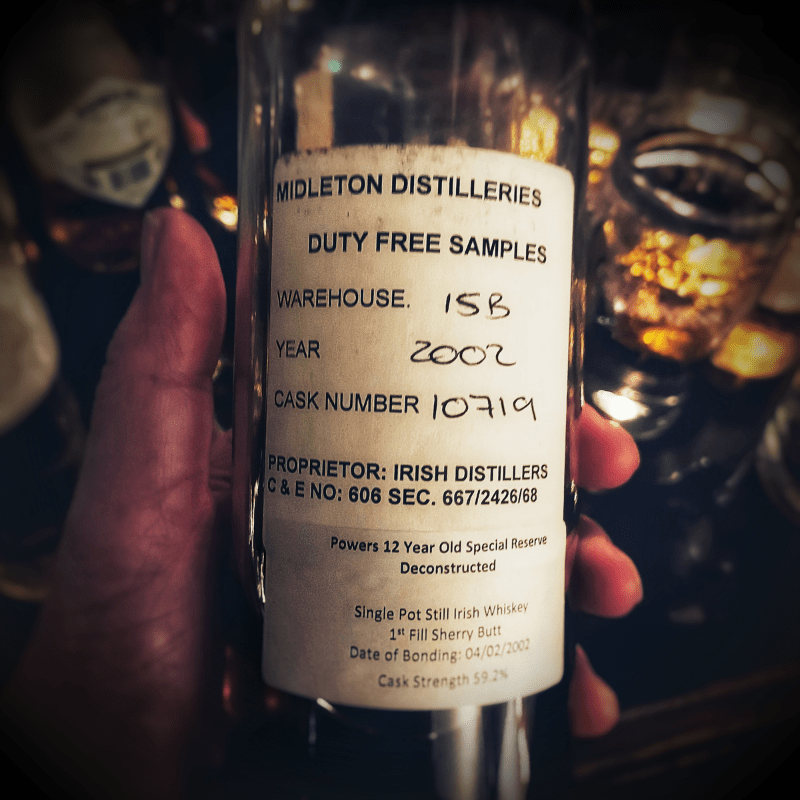 MIDLETON DISTILLERIES
DUTY FREE SAMPLES
WAREHOUSE. 15B
YEAR 2002
CASK NUMBER 10719
PROPRIETOR: IRISH DISTILLERS
C & E NO: 606 SEC. 667/2426/68
Powers 12 Year Old Special Reserve
Deconstructed
Single Pot Still Irish Whiskey
1st Fill Sherry Butt
Date of Bonding: 04/02/2002
Cask Strength 59.2%